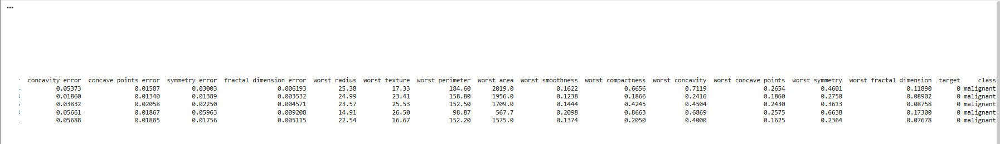 ...
concavity error concave points error symmetry error fractal dimension error worst radius worst texture worst perimeter worst area worst smoothness worst compactness worst concavity worst concave points worst symmetry worst fractal dimension target class
0.05373 0.01587 0.03003 0.006193 25.38 17.33 184.60 2019.0 0.1622 0.6656 0.7119 0.2654 0.4601 0.11890 0 malignant
0.01860 0.01340 0.01389 0.003532 24.99 23.41 158.80 1956.0 0.1238 0.1866 0.2416 0.1860 0.2750 0.08902 0 malignant
0.03832 0.02058 0.02250 0.004571 23.57 25.53 152.50 1709.0 0.1444 0.4245 0.4504 0.2430 0.3613 0.08758 0 malignant
0.05661 0.01867 0.05963 0.009208 14.91 26.50 98.87 567.7 0.2098 0.8663 0.6869 0.2575 0.6638 0.17300 0 malignant
0.05688 0.01885 0.01756 0.005115 22.54 16.67 152.20 1575.0 0.1374 0.2050 0.4000 0.1625 0.2364 0.07678 0 malignant